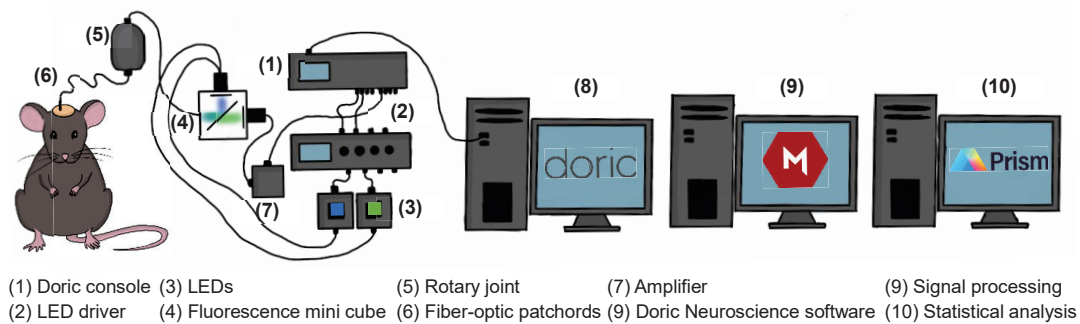 (5)
(6)
(1)
(4)
(2)
(7)
(3)
(8)
doric
(9)
M
(10)
Prism
(1) Doric console (3) LEDs (5) Rotary joint (7) Amplifier (9) Signal processing
(2) LED driver (4) Fluorescence mini cube (6) Fiber-optic patchords (9) Doric Neuroscience software (10) Statistical analysis